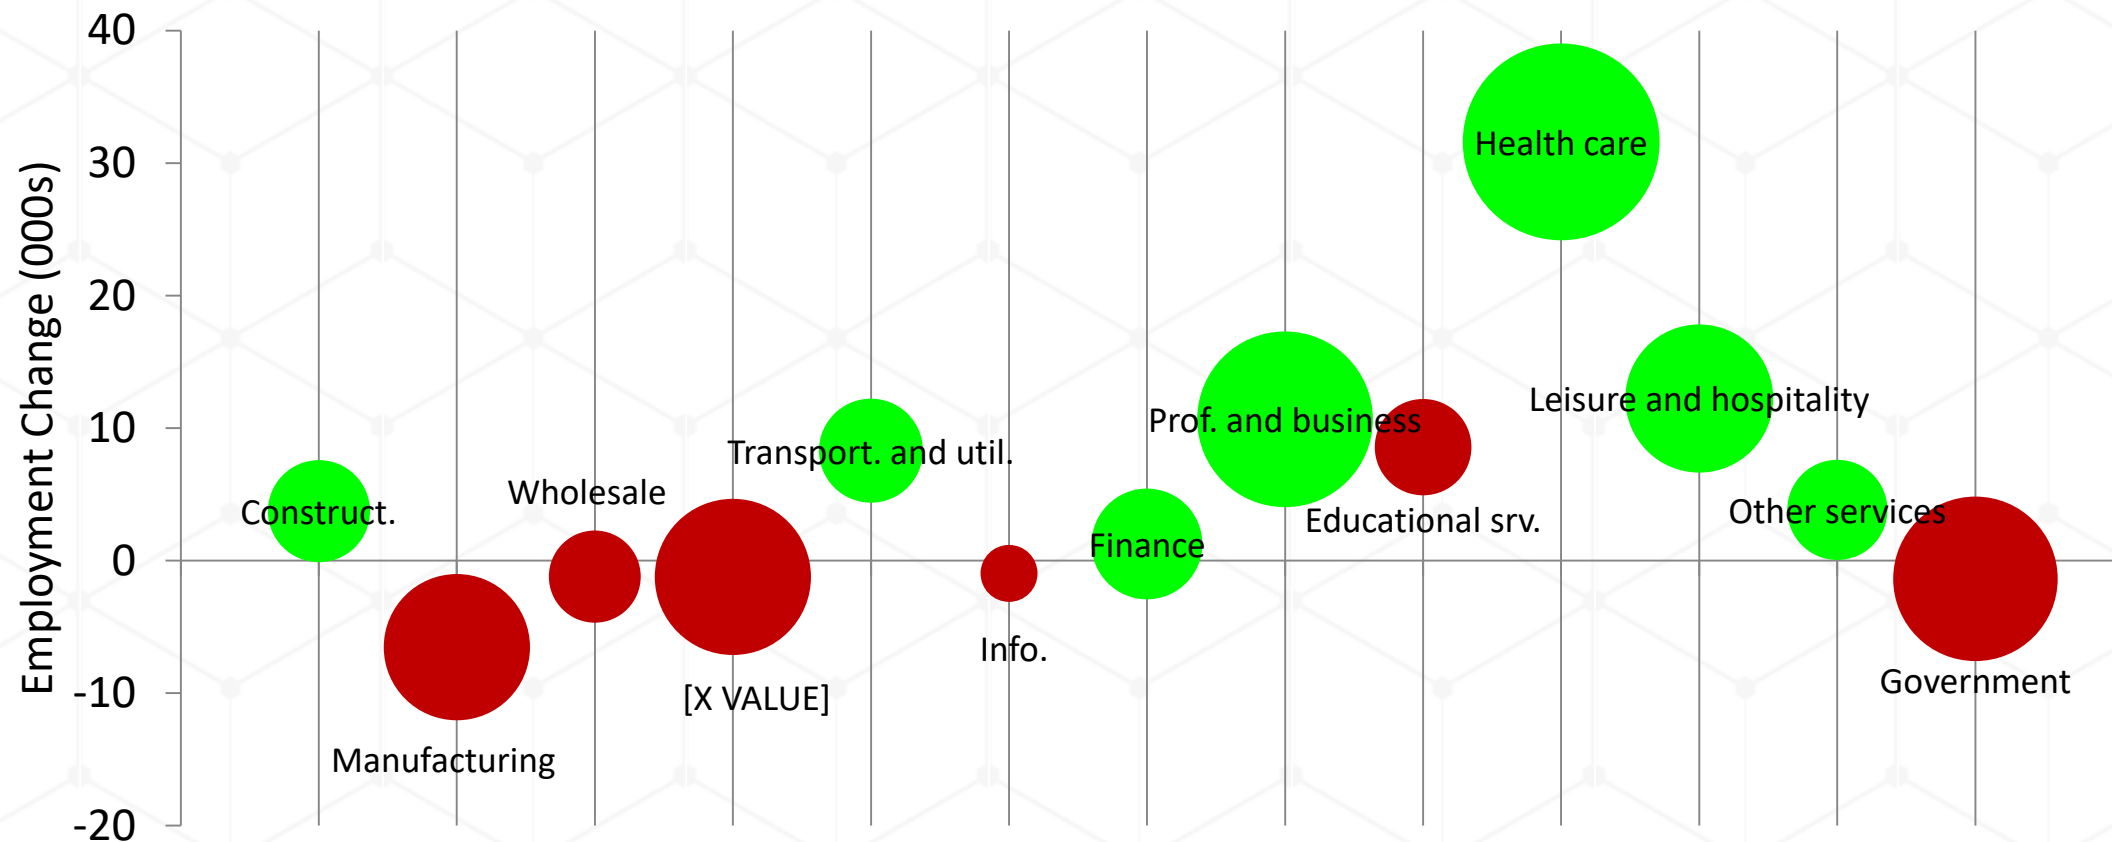 Employment Change (000s)
40
30
20
10
0
-10
-20
Construct.
Manufacturing
Wholesale
[X VALUE]
Transport. and util.
Info.
Finance
Prof. and business
Educational srv.
Health care
Leisure and hospitality
Other services
Government